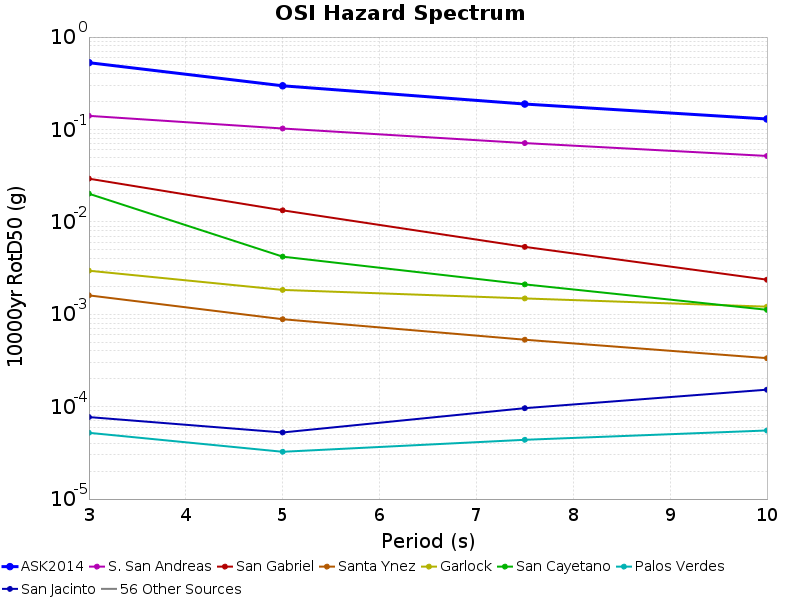 OSI Hazard Spectrum
10000yr RotD50 (g)
10^0
10^-1
10^-2
10^-3
10^-4
10^-5
3 4 5 6 7 8 9 10
Period (s)
ASK2014 S. San Andreas San Gabriel Santa Ynez Garlock San Cayetano Palos Verdes
San Jacinto 56 Other Sources